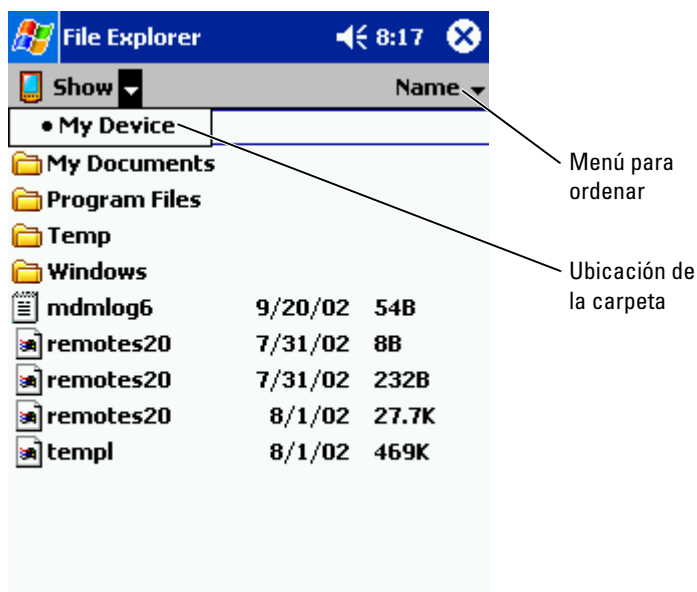 File Explorer 8:17
Show Name
• My Device
My Documents
Program Files
Temp
Windows
mdmlog6 9/20/02 54B
remotes20 7/31/02 8B
remotes20 7/31/02 232B
remotes20 8/1/02 27.7K
templ 8/1/02 469K
Menú para
ordenar
Ubicación de
la carpeta